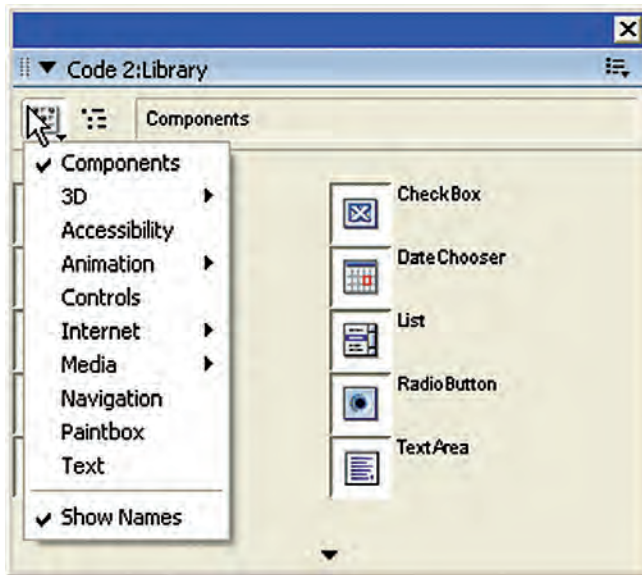 Code 2:Library
Components
Components
3D
Accessibility
Animation
Controls
Internet
Media
Navigation
Paintbox
Text
Show Names
CheckBox
DateChooser
List
RadioButton
TextArea